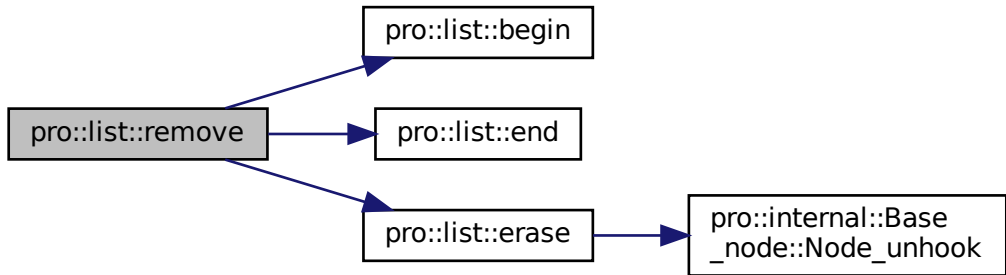 pro::list::begin
pro::list::remove
pro::list::end
pro::list::erase
pro::internal::Base
_node::Node_unhook